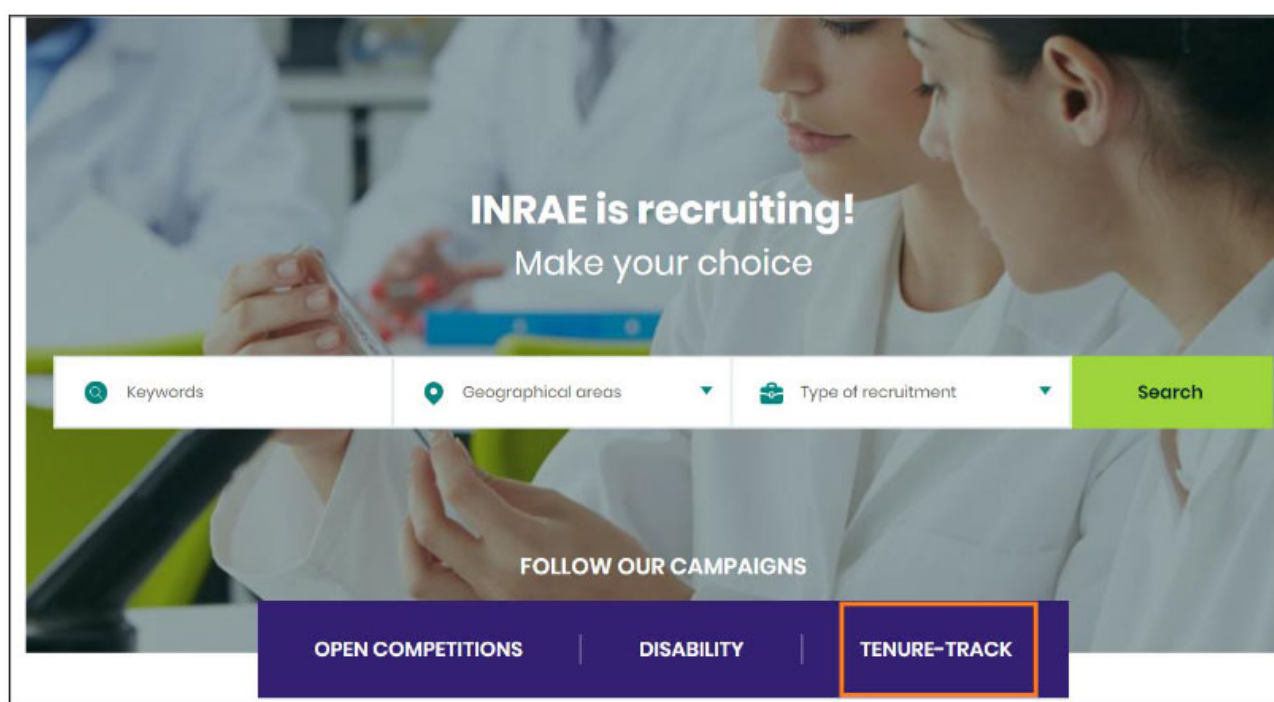 INRAE is recruiting!
Make your choice
Keywords
Geographical areas
Type of recruitment
Search
FOLLOW OUR CAMPAIGNS
OPEN COMPETITIONS
DISABILITY
TENURE-TRACK